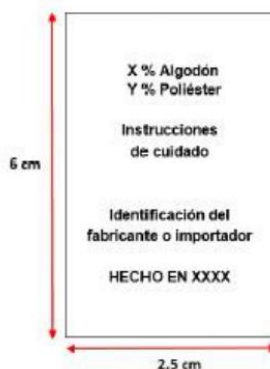 X % Algodón
Y % Poliéster
Instrucciones
de cuidado
6 cm
Identificación del
fabricante o importador
HECHO EN XXXX
2.5 cm